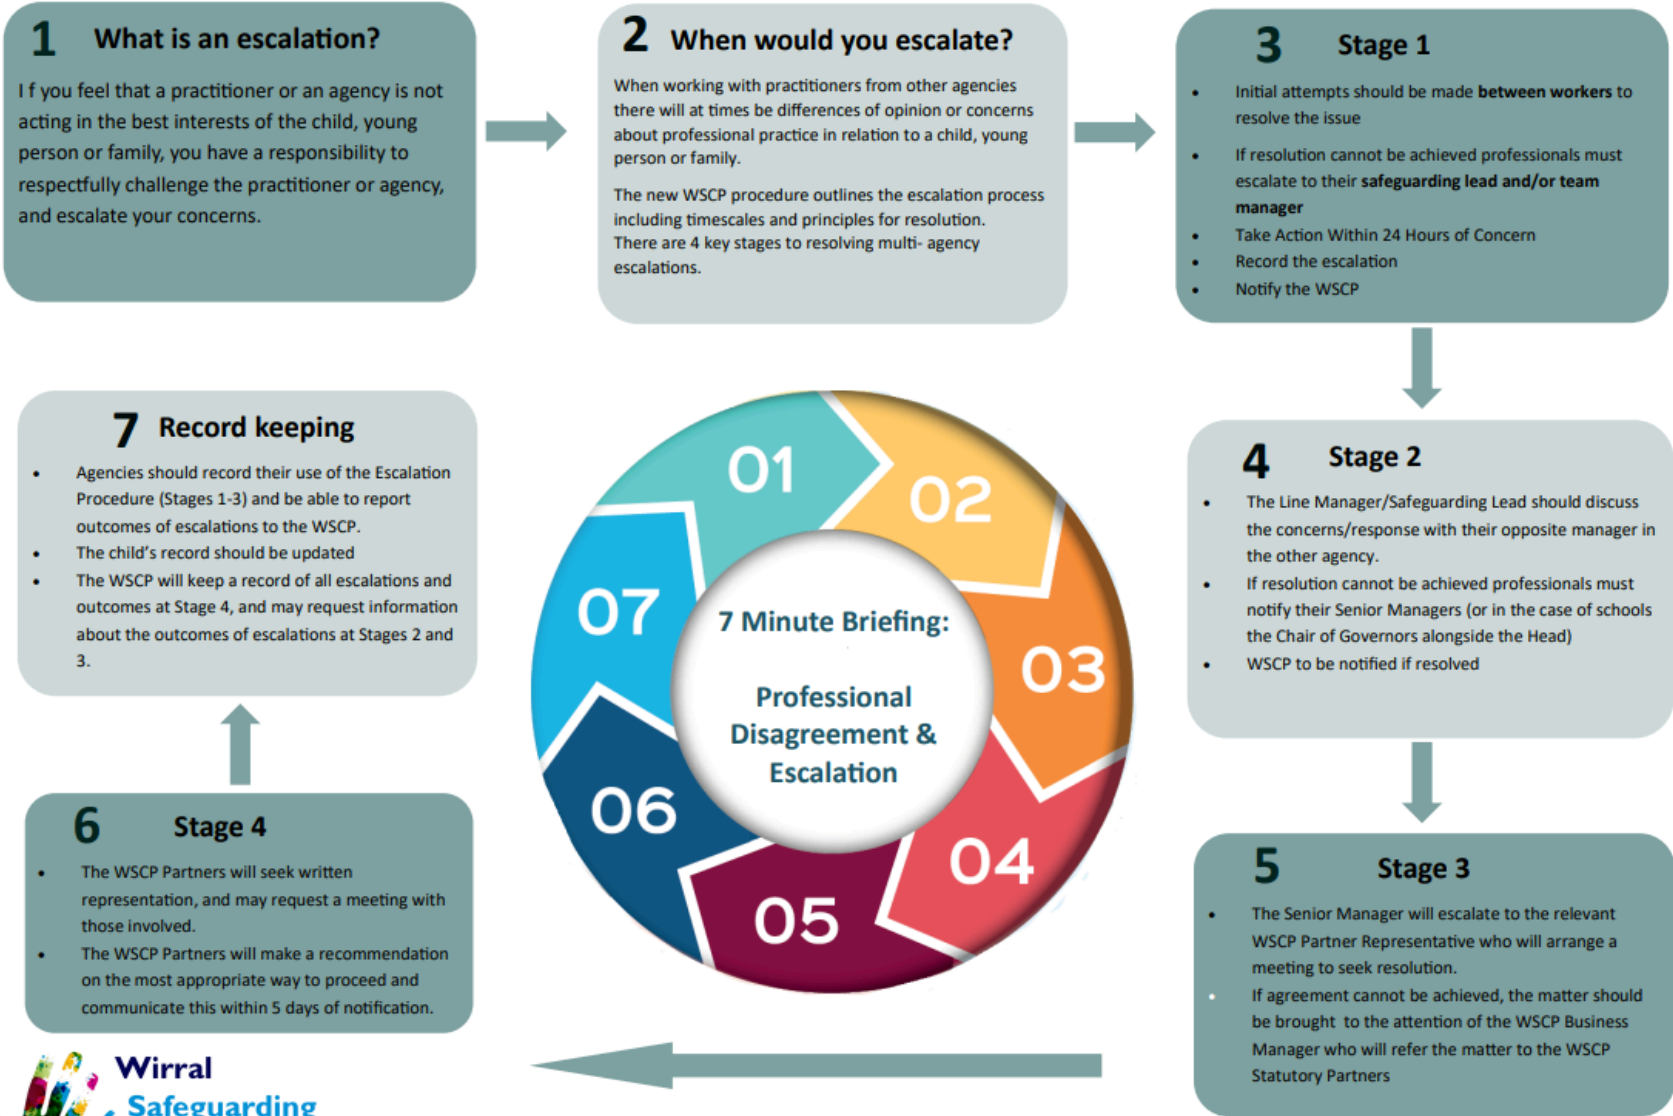 1 What is an escalation?
I f you feel that a practitioner or an agency is not
acting in the best interests of the child, young
person or family, you have a responsibility to
respectfully challenge the practitioner or agency,
and escalate your concerns.
2 When would you escalate?
When working with practitioners from other agencies
there will at times be differences of opinion or concerns
about professional practice in relation to a child, young
person or family.
The new WSCP procedure outlines the escalation process
including timescales and principles for resolution.
There are 4 key stages to resolving multi- agency
escalations.
3 Stage 1
• Initial attempts should be made between workers to
resolve the issue
• If resolution cannot be achieved professionals must
escalate to their safeguarding lead and/or team
manager
• Take Action Within 24 Hours of Concern
• Record the escalation
• Notify the WSCP
4 Stage 2
• The Line Manager/Safeguarding Lead should discuss
the concerns/response with their opposite manager in
the other agency.
• If resolution cannot be achieved professionals must
notify their Senior Managers (or in the case of schools
the Chair of Governors alongside the Head)
• WSCP to be notified if resolved
5 Stage 3
• The Senior Manager will escalate to the relevant
WSCP Partner Representative who will arrange a
meeting to seek resolution.
• If agreement cannot be achieved, the matter should
be brought to the attention of the WSCP Business
Manager who will refer the matter to the WSCP
Statutory Partners
6 Stage 4
• The WSCP Partners will seek written
representation, and may request a meeting with
those involved.
• The WSCP Partners will make a recommendation
on the most appropriate way to proceed and
communicate this within 5 days of notification.
7 Record keeping
• Agencies should record their use of the Escalation
Procedure (Stages 1-3) and be able to report
outcomes of escalations to the WSCP.
• The child's record should be updated
• The WSCP will keep a record of all escalations and
outcomes at Stage 4, and may request information
about the outcomes of escalations at Stages 2 and
3.
01
02
03
04
05
06
07
7 Minute Briefing:
Professional
Disagreement &
Escalation
Wirral
Safeguarding